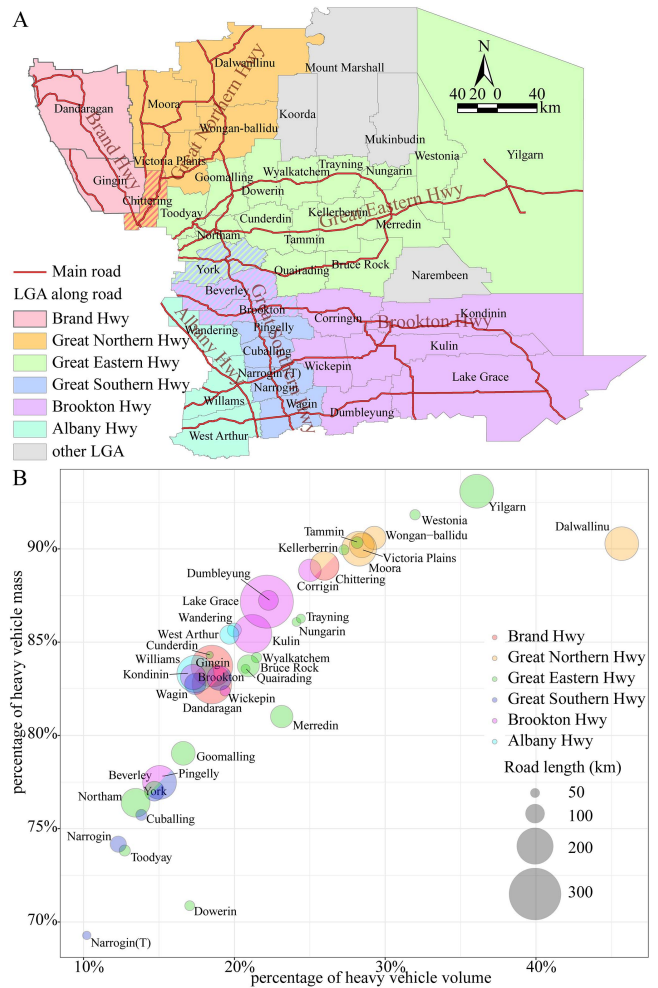 A
Dalwallinu
Mount Marshall
N
40 20 0 40
km
Dandaragan
Moora
Great Northern Hwy
Koorda
Brand Hwy
Wongan-ballidu
Mukinbudin
Westonia
Yilgarn
Victoria Plants
Trayning
Gingin
Goomalling
Wyalkatchem
Nungarin
Dowerin
Chittering
Toodyay
Kellerberrin
Great Eastern Hwy
Cunderdin
Merredin
Northam
Tammin
Bruce Rock
York
Quairading
Narembeen
Main road
LGA along road
Beverley
Great Southern Hwy
Brookton
Corringin
Brookton Hwy
Kondinin
Brand Hwy
Albany Hwy
Wandering
Pingelly
Great Northern Hwy
Kulin
Great Eastern Hwy
Cuballing
Wickepin
Great Southern Hwy
Narrogin(T)
Lake Grace
Narrogin
Brookton Hwy
Willams
Wagin
Dumbleyung
Albany Hwy
West Arthur
other LGA
B
percentage of heavy vehicle mass
Yilgarn
Westonia
Dalwallinu
Tammin
Wongan−ballidu
90%
Kellerberrin
Victoria Plains
Moora
Dumbleyung
Corrigin
Chittering
Lake Grace
Wandering
Trayning
85%
West Arthur
Nungarin
Kulin
Brand Hwy
Cunderdin
Great Northern Hwy
Williams
Gingin
Wyalkatchem
Bruce Rock
Great Eastern Hwy
Kondinin
Brookton
Quairading
Great Southern Hwy
Wagin
Wickepin
Brookton Hwy
Dandaragan
Merredin
Albany Hwy
80%
Goomalling
Road length (km)
Beverley
Pingelly
50
Northam
York
100
75%
Cuballing
Narrogin
200
Toodyay
300
Dowerin
70%
Narrogin(T)
10%
20%
30%
40%
percentage of heavy vehicle volume